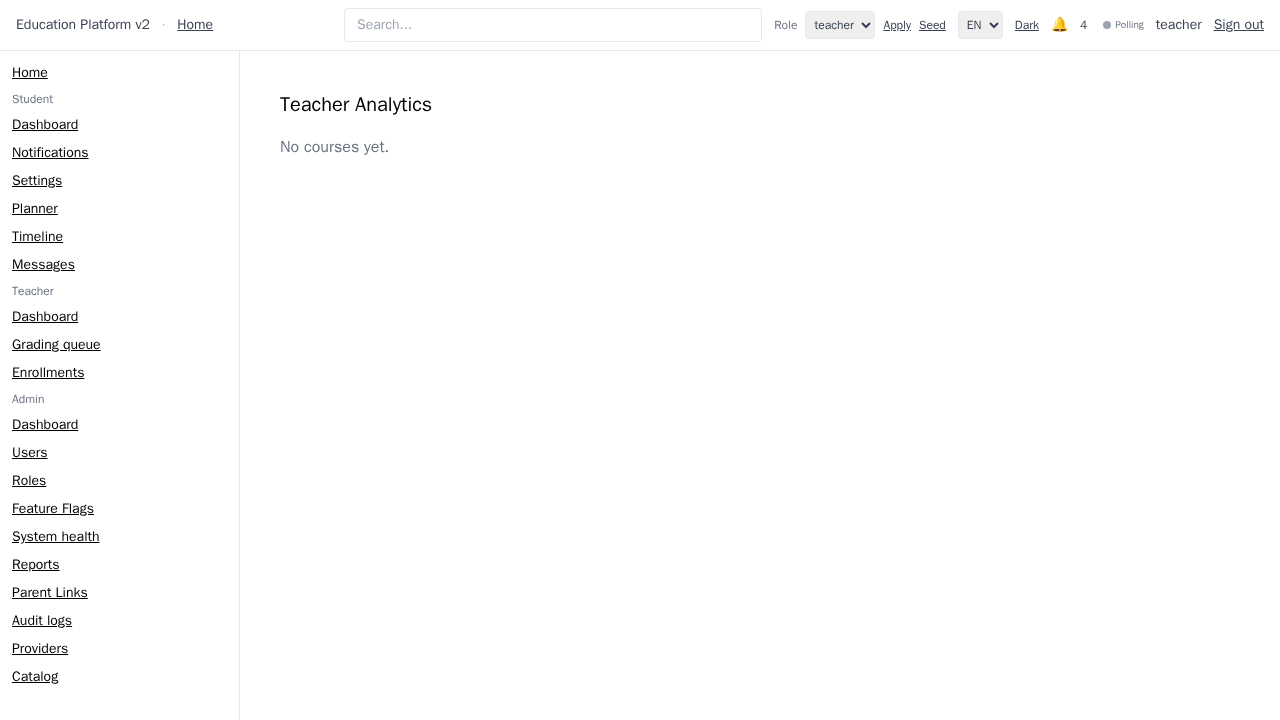 Education Platform v2 · Home Search... Role teacher Apply Seed EN Dark 🔔 4 Polling teacher Sign out
Home
Student
Dashboard
Notifications
Settings
Planner
Timeline
Messages
Teacher
Dashboard
Grading queue
Enrollments
Admin
Dashboard
Users
Roles
Feature Flags
System health
Reports
Parent Links
Audit logs
Providers
Catalog
Teacher Analytics
No courses yet.